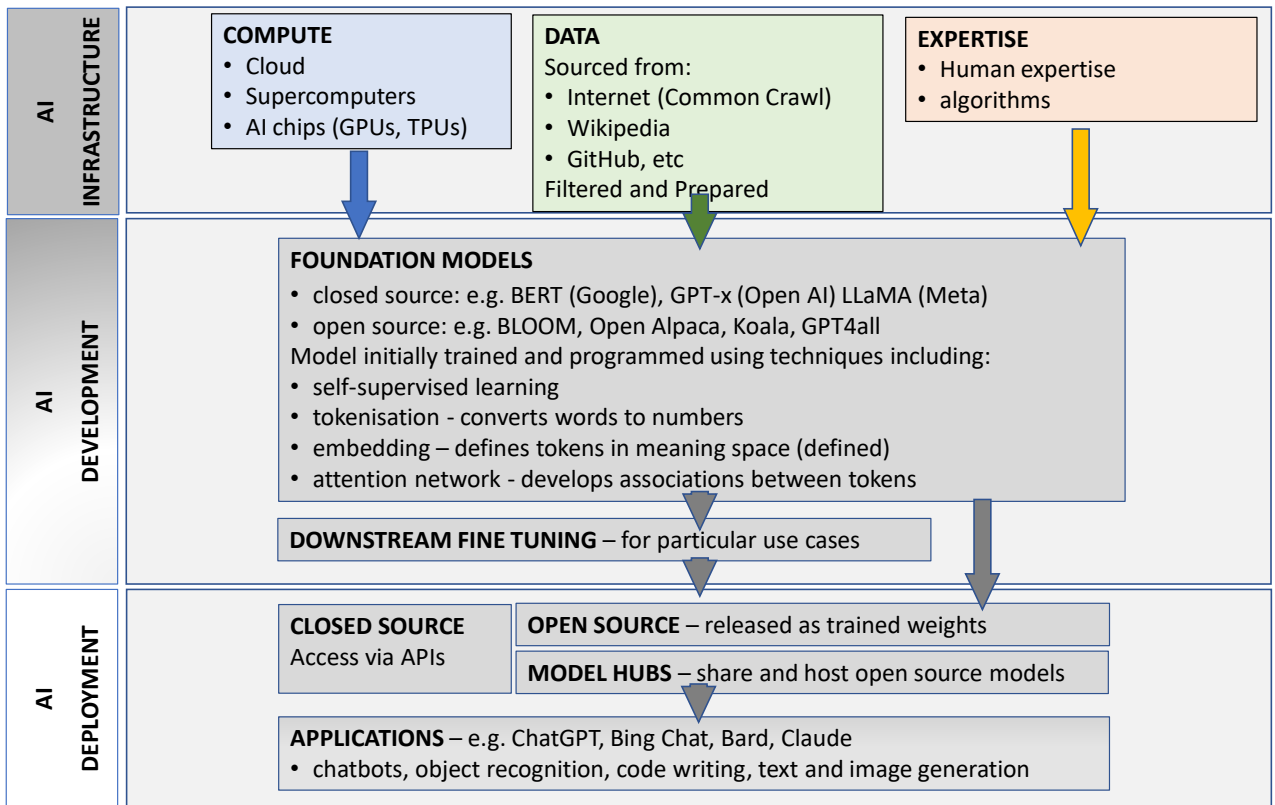 AI
INFRASTRUCTURE
COMPUTE
• Cloud
• Supercomputers
• AI chips (GPUs, TPUs)
DATA
Sourced from:
• Internet (Common Crawl)
• Wikipedia
• GitHub, etc
Filtered and Prepared
EXPERTISE
• Human expertise
• algorithms
AI
DEVELOPMENT
FOUNDATION MODELS
• closed source: e.g. BERT (Google), GPT-x (Open AI) LLaMA (Meta)
• open source: e.g. BLOOM, Open Alpaca, Koala, GPT4all
Model initially trained and programmed using techniques including:
• self-supervised learning
• tokenisation - converts words to numbers
• embedding – defines tokens in meaning space (defined)
• attention network - develops associations between tokens
DOWNSTREAM FINE TUNING – for particular use cases
AI
DEPLOYMENT
CLOSED SOURCE
Access via APIs
OPEN SOURCE – released as trained weights
MODEL HUBS – share and host open source models
APPLICATIONS – e.g. ChatGPT, Bing Chat, Bard, Claude
• chatbots, object recognition, code writing, text and image generation